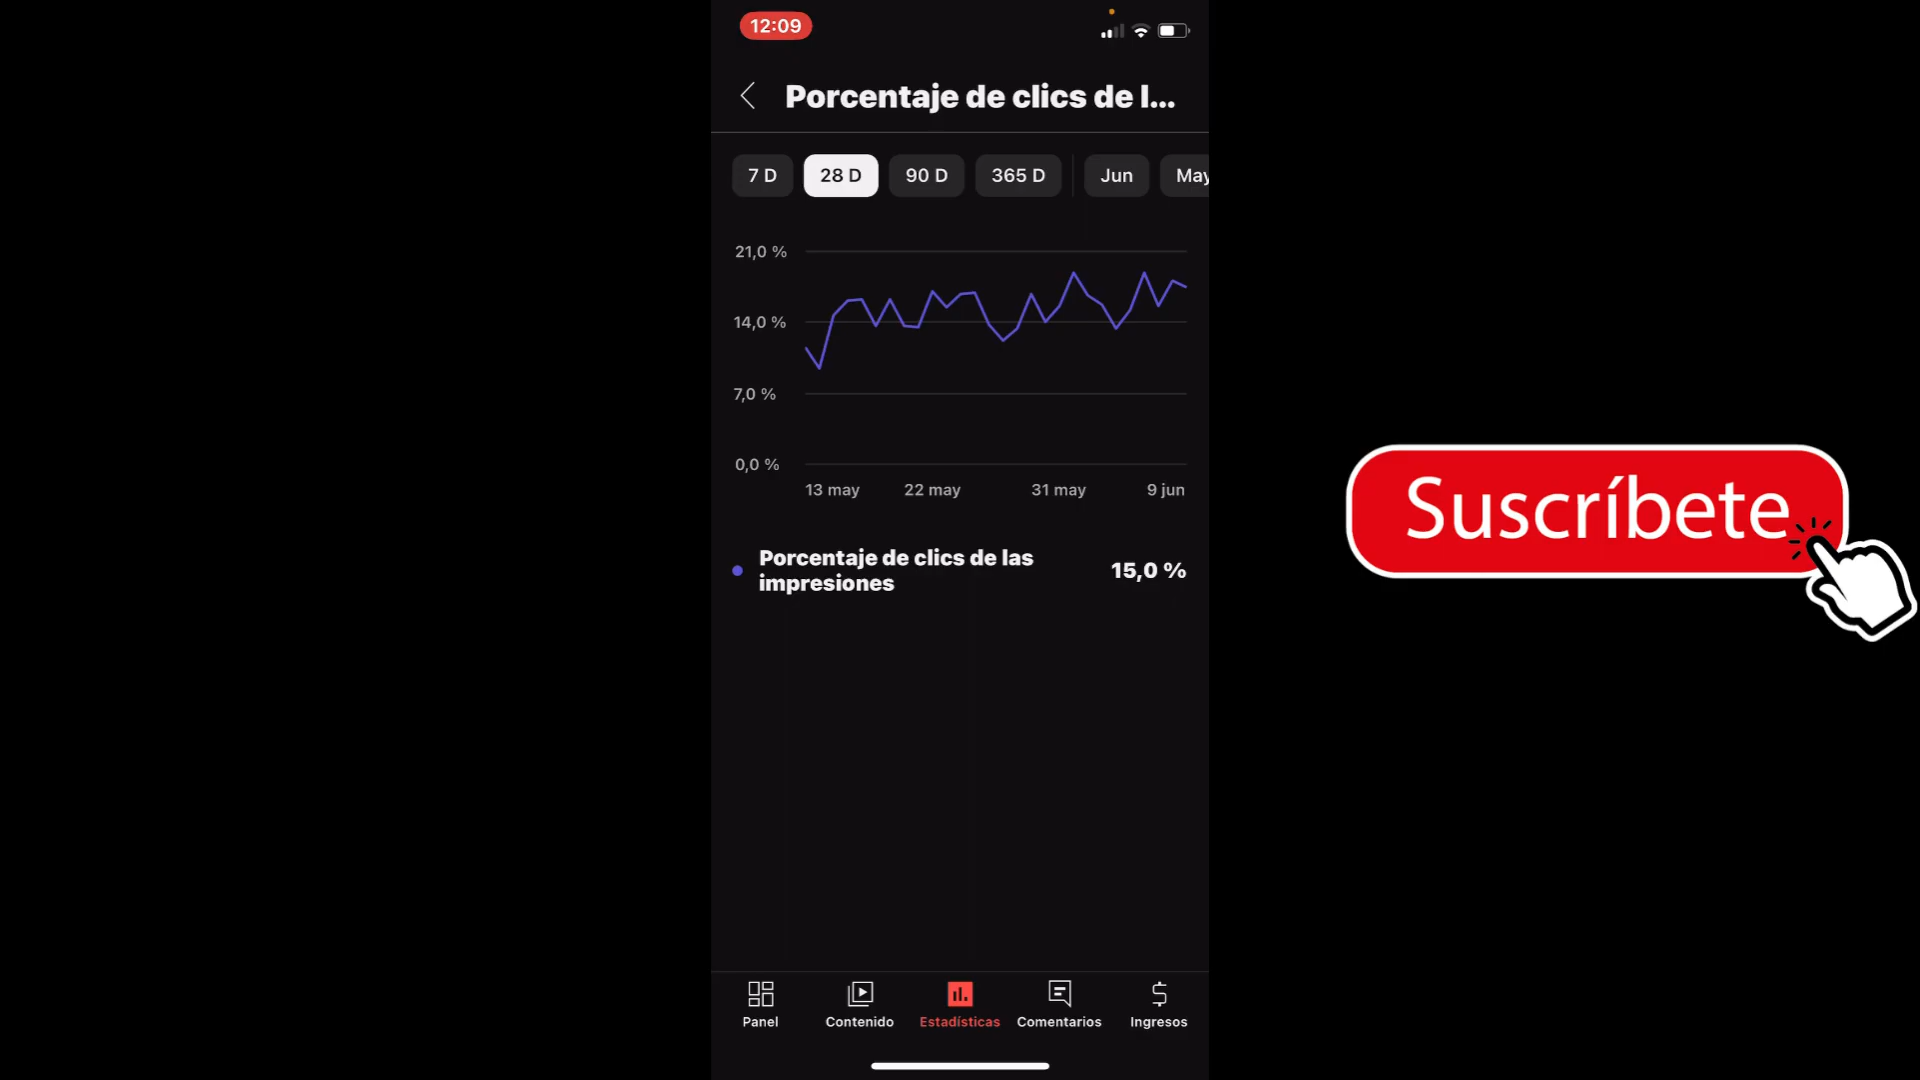 12:09
Porcentaje de clics de l...
7 D
28 D
90 D
365 D
Jun
May
21,0 %
14,0 %
7,0 %
0,0 %
13 may
22 may
31 may
9 jun
Porcentaje de clics de las
impresiones
15,0 %
Suscríbete
Panel
Contenido
Estadísticas
Comentarios
Ingresos